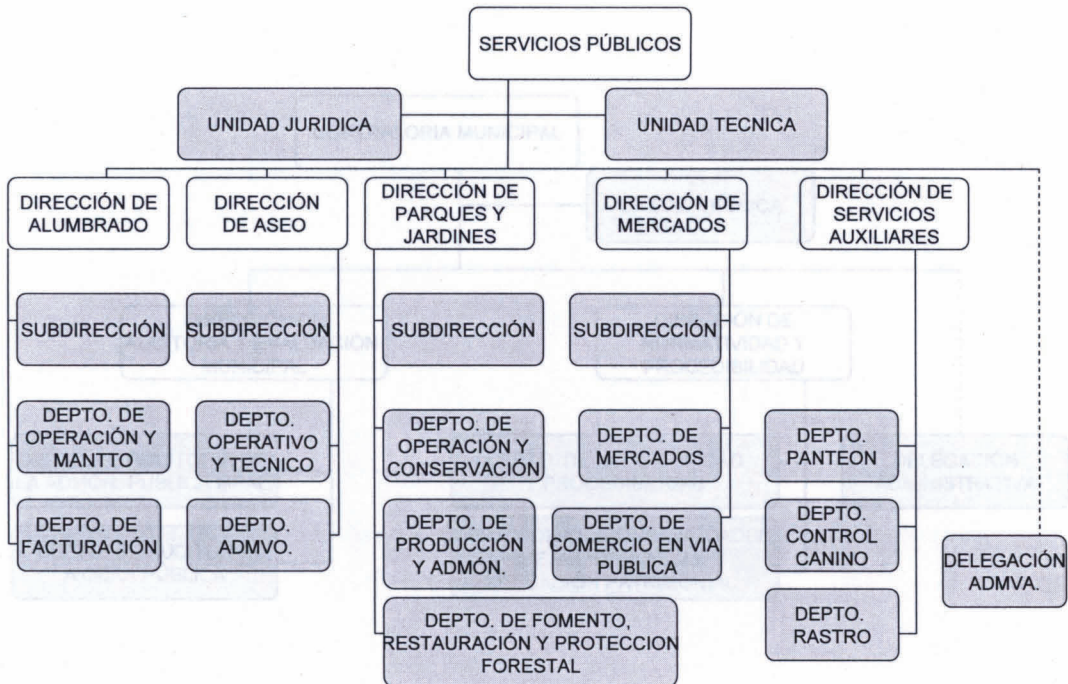 SERVICIOS PÚBLICOS
UNIDAD JURIDICA
UNIDAD TECNICA
DIRECCIÓN DE
ALUMBRADO
DIRECCIÓN
DE ASEO
DIRECCIÓN DE
PARQUES Y
JARDINES
DIRECCIÓN DE
MERCADOS
DIRECCIÓN DE
SERVICIOS
AUXILIARES
SUBDIRECCIÓN
SUBDIRECCIÓN
SUBDIRECCIÓN
SUBDIRECCIÓN
DEPTO. DE
OPERACIÓN Y
MANTTO
DEPTO.
OPERATIVO
Y TECNICO
DEPTO. DE
OPERACIÓN Y
CONSERVACIÓN
DEPTO. DE
MERCADOS
DEPTO.
PANTEON
DEPTO. DE
FACTURACIÓN
DEPTO.
ADMVO.
DEPTO. DE
PRODUCCIÓN
Y ADMÓN.
DEPTO. DE
COMERCIO EN VIA
PUBLICA
DEPTO.
CONTROL
CANINO
DELEGACIÓN
ADMVA.
DEPTO. DE FOMENTO,
RESTAURACIÓN Y PROTECCION
FORESTAL
DEPTO.
RASTRO